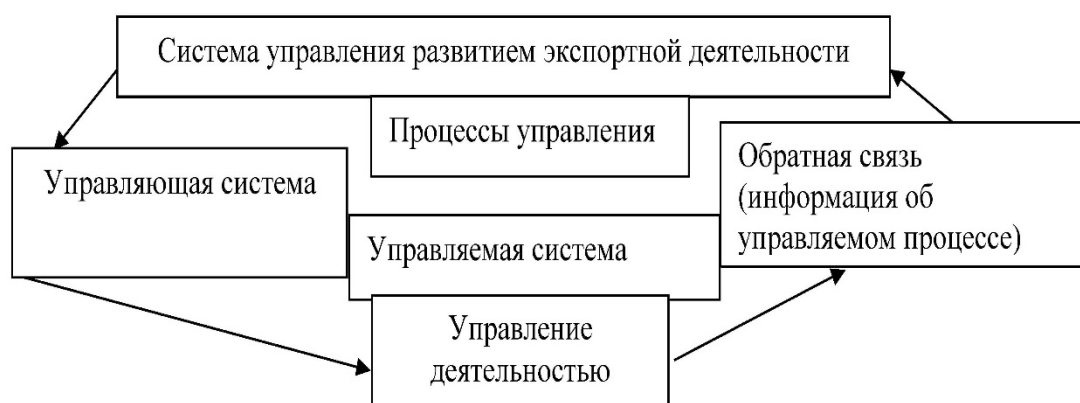 Система управления развитием экспортной деятельности
Процессы управления
Управляющая система
Обратная связь
(информация об
управляемом процессе)
Управляемая система
Управление
деятельностью